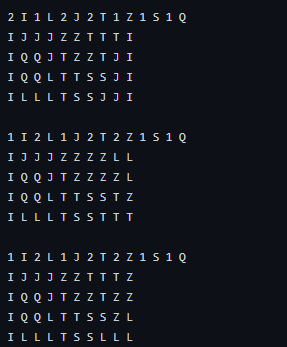 2 I 1 L 2 J 2 T 1 Z 1 S 1 Q
I J J J Z Z T T T I
I Q Q J T Z Z T J I
I Q Q L T T S S J I
I L L L T S S J J I

1 I 2 L 1 J 2 T 2 Z 1 S 1 Q
I J J J Z Z Z Z L L
I Q Q J T Z Z Z Z L
I Q Q L T T S S T Z
I L L L T S S T T T

1 I 2 L 1 J 2 T 2 Z 1 S 1 Q
I J J J Z Z T T T Z
I Q Q J T Z Z T Z Z
I Q Q L T T S S Z L
I L L L T S S L L L